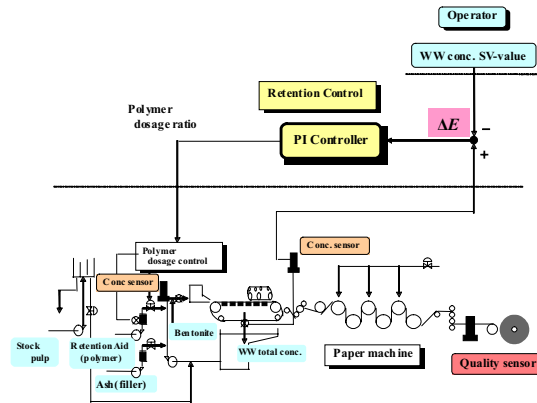 Operator
WW conc. SV-value
Retention Control
Polymer
dosage ratio
ΔE
−
PI Controller
+
Conc. sensor
Polymer
dosage control
Conc sensor
Bentonite
Stock
pulp
Retention Aid
(polymer)
WW total conc.
Paper machine
Quality sensor
Ash(filler)